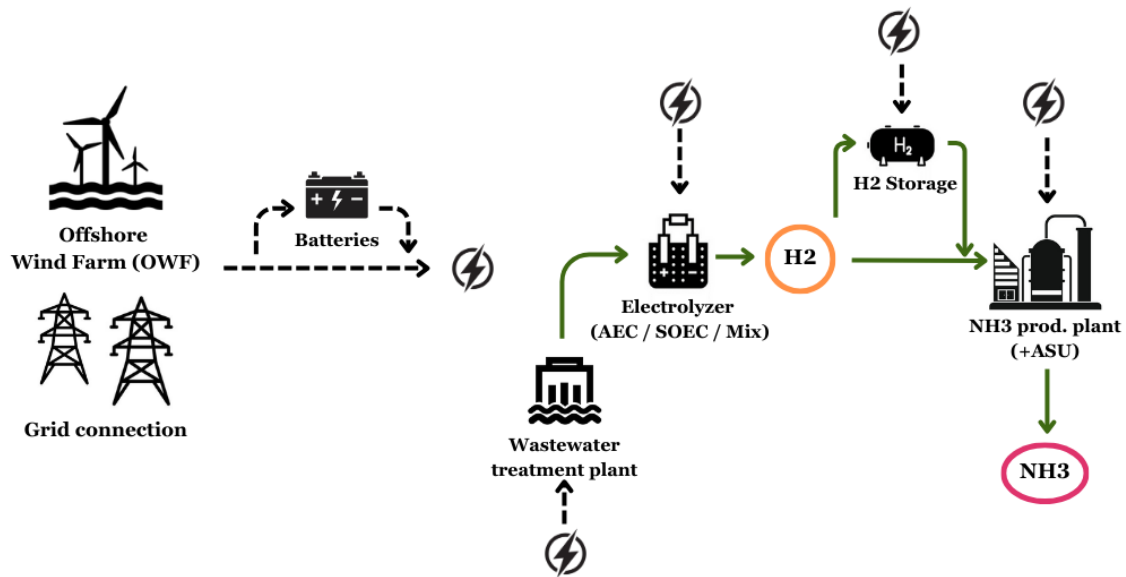 Offshore
Wind Farm (OWF)
Grid connection
Batteries
Wastewater
treatment plant
Electrolyzer
(AEC / SOEC / Mix)
H2
H2
H2 Storage
NH3 prod. plant
(+ASU)
NH3